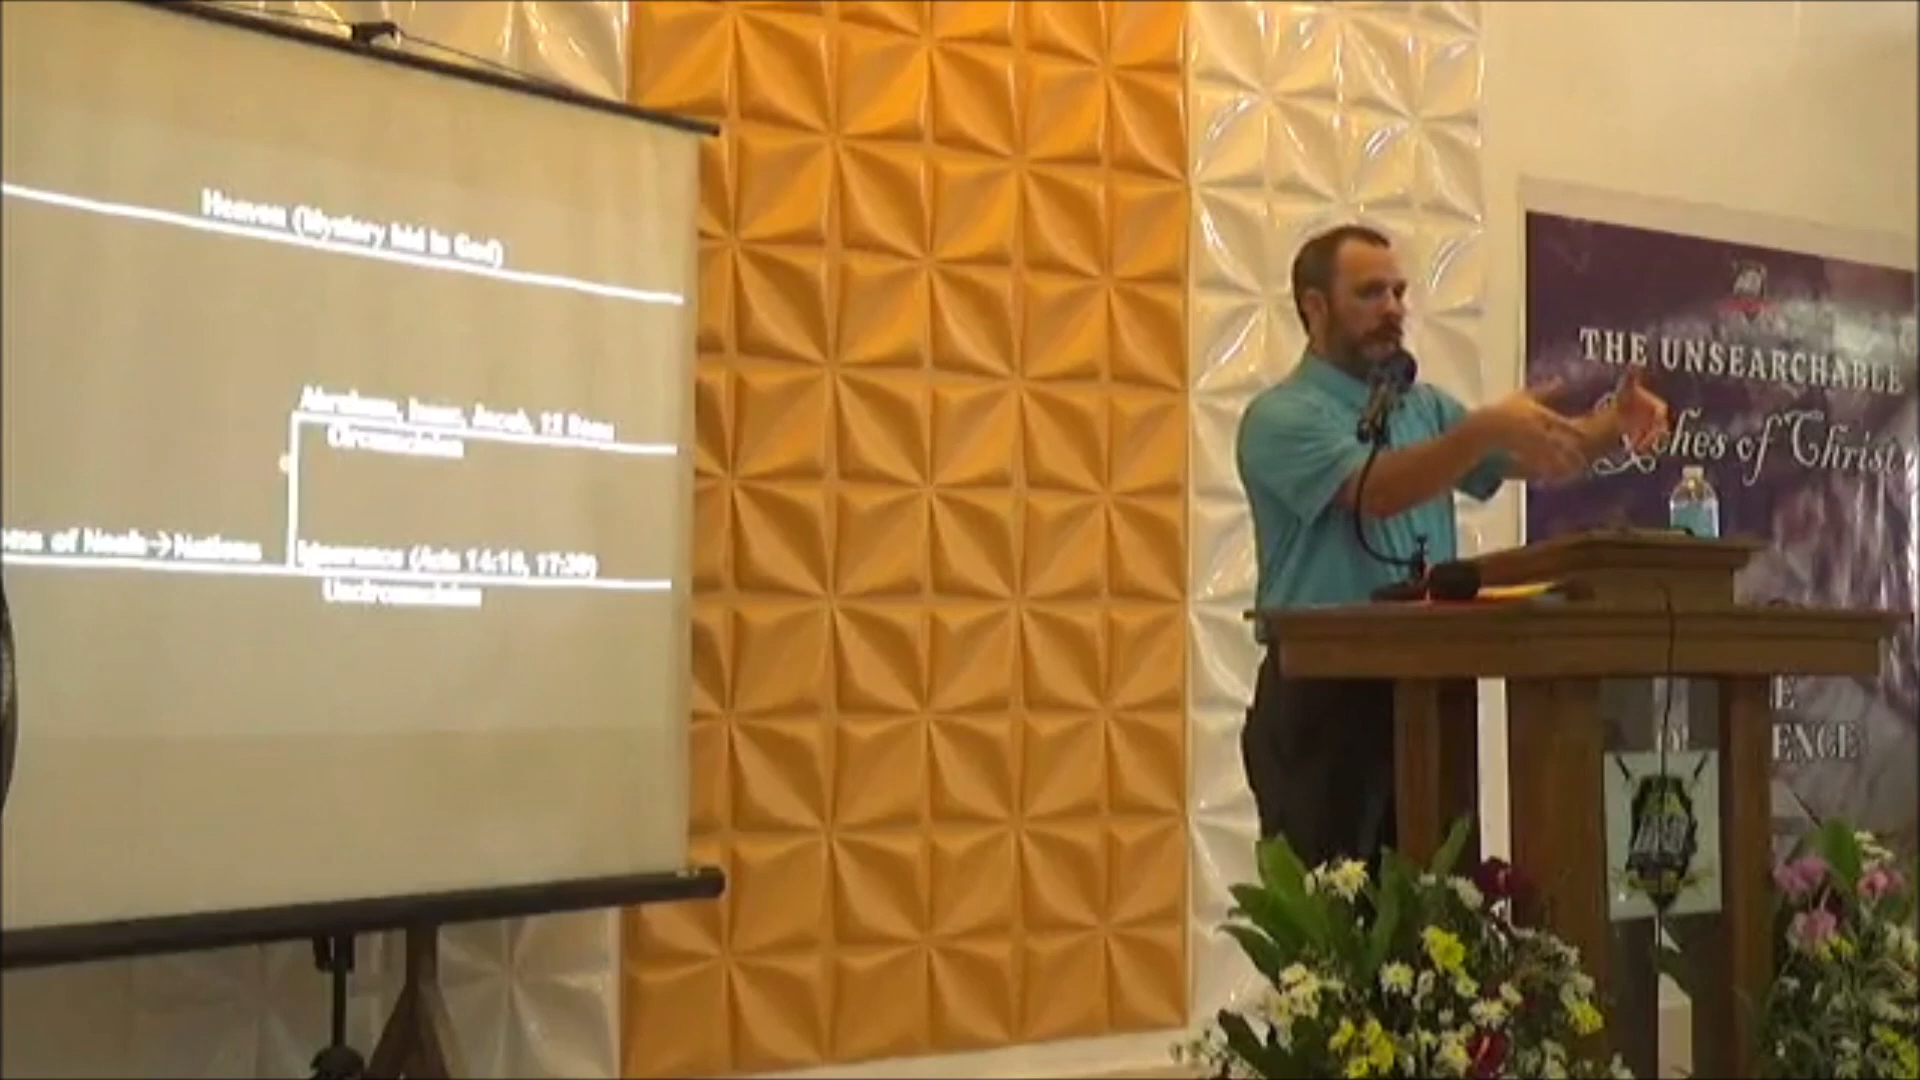 Heaven (Mystery hid in God)
Abraham, Isaac, Jacob, 12 Sons
Circumcision
of Noah→Nations
Ignorance (Acts 14:16, 17:30)
Uncircumcision
THE UNSEARCHABLE
of Christ